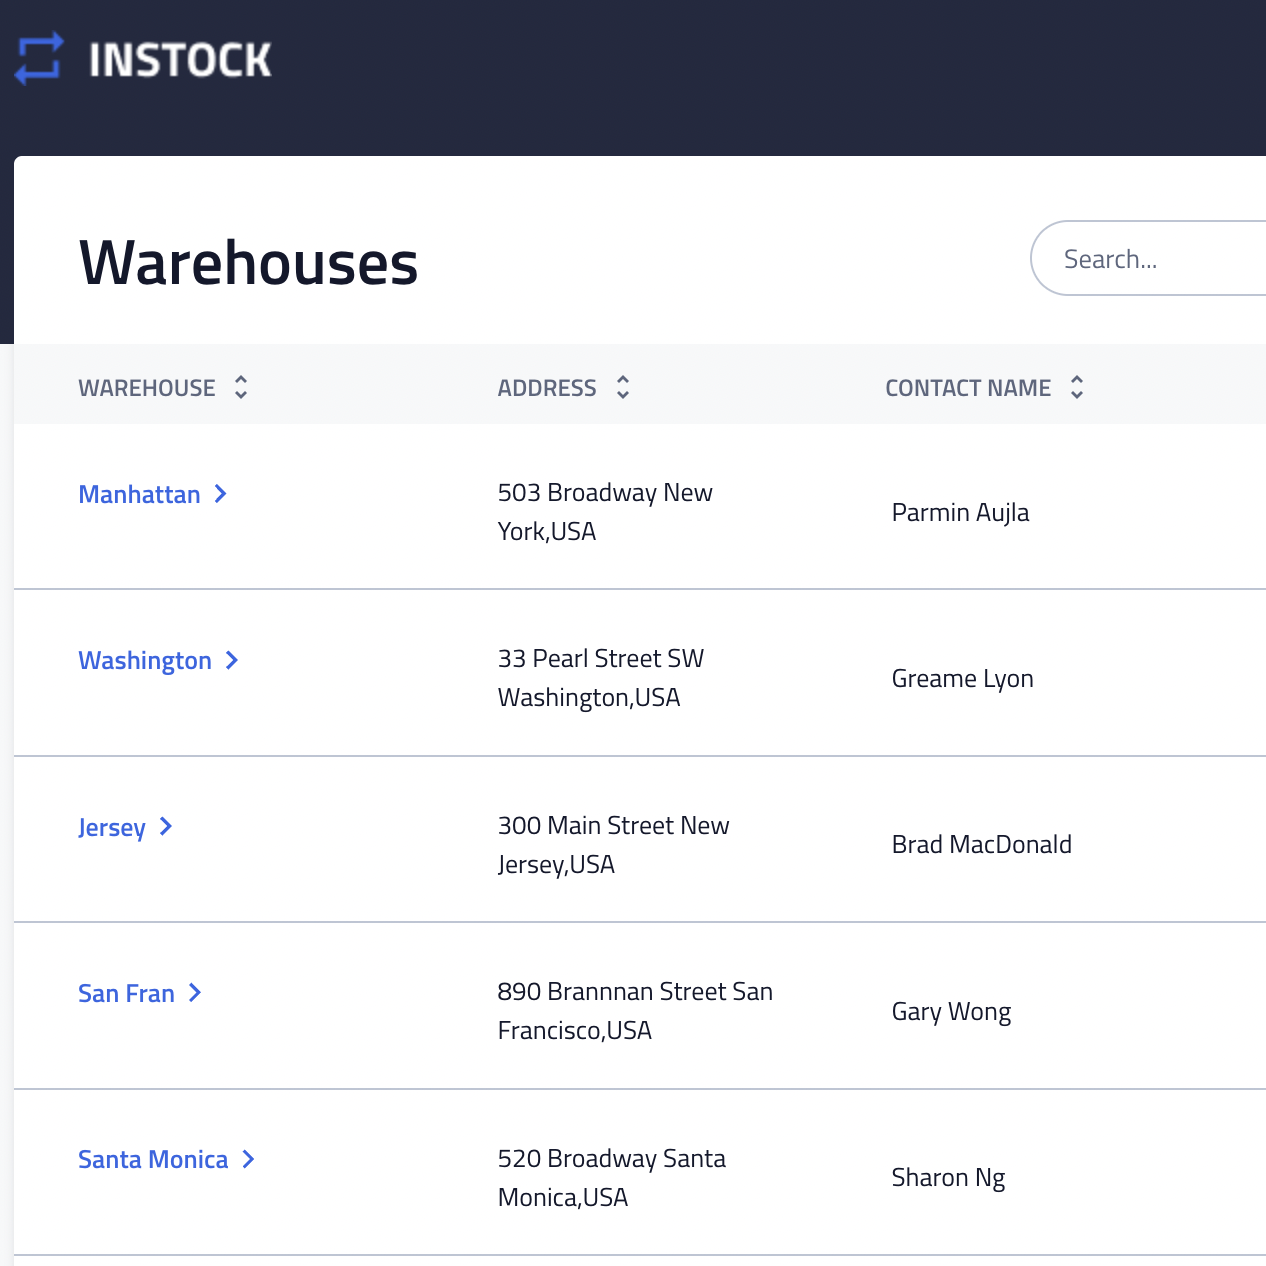 INSTOCK
Warehouses
Search...
WAREHOUSE ADDRESS CONTACT NAME
Manhattan
503 Broadway New
York,USA
Parmin Aujla
Washington
33 Pearl Street SW
Washington,USA
Greame Lyon
Jersey
300 Main Street New
Jersey,USA
Brad MacDonald
San Fran
890 Brannnan Street San
Francisco,USA
Gary Wong
Santa Monica
520 Broadway Santa
Monica,USA
Sharon Ng